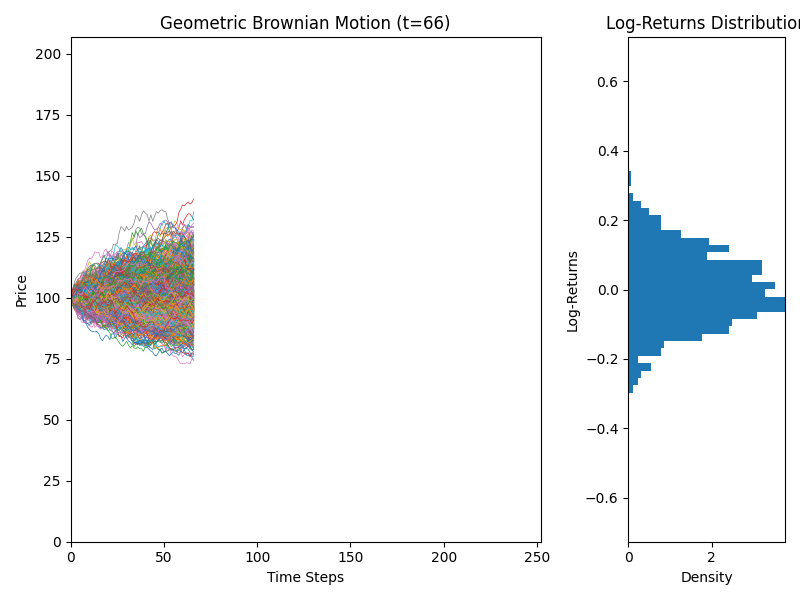 Geometric Brownian Motion (t=66)
Price
200
175
150
125
100
75
50
25
0
0 50 100 150 200 250
Time Steps
Log-Returns Distribution
Log-Returns
0.6
0.4
0.2
0.0
−0.2
−0.4
−0.6
0 2
Density